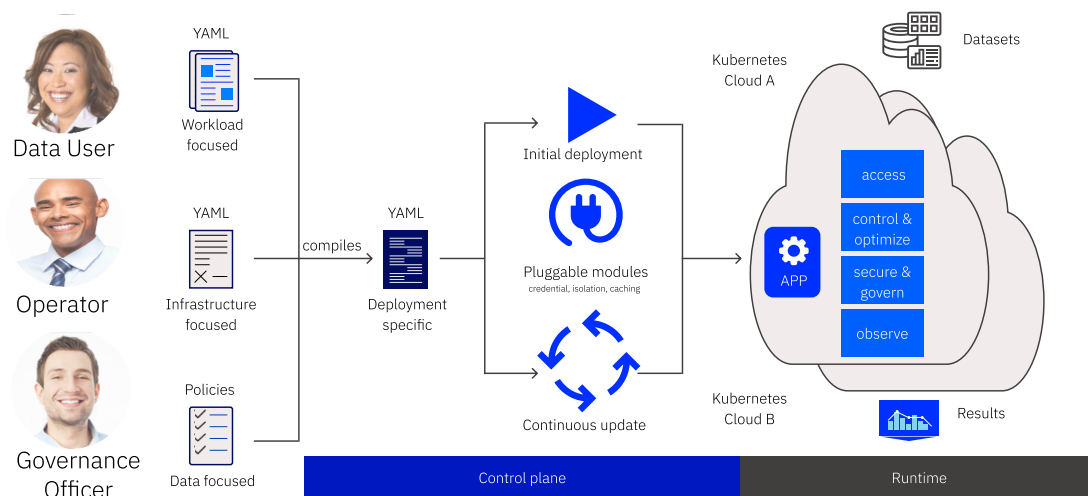 Data User
YAML
Workload
focused
Operator
YAML
Infrastructure
focused
Governance
Officer
Policies
Data focused
compiles
YAML
Deployment
specific
Initial deployment
Pluggable modules
credential, isolation, caching
Continuous update
Kubernetes
Cloud A
Datasets
APP
access
control &
optimize
secure &
govern
observe
Kubernetes
Cloud B
Results
Control plane
Runtime